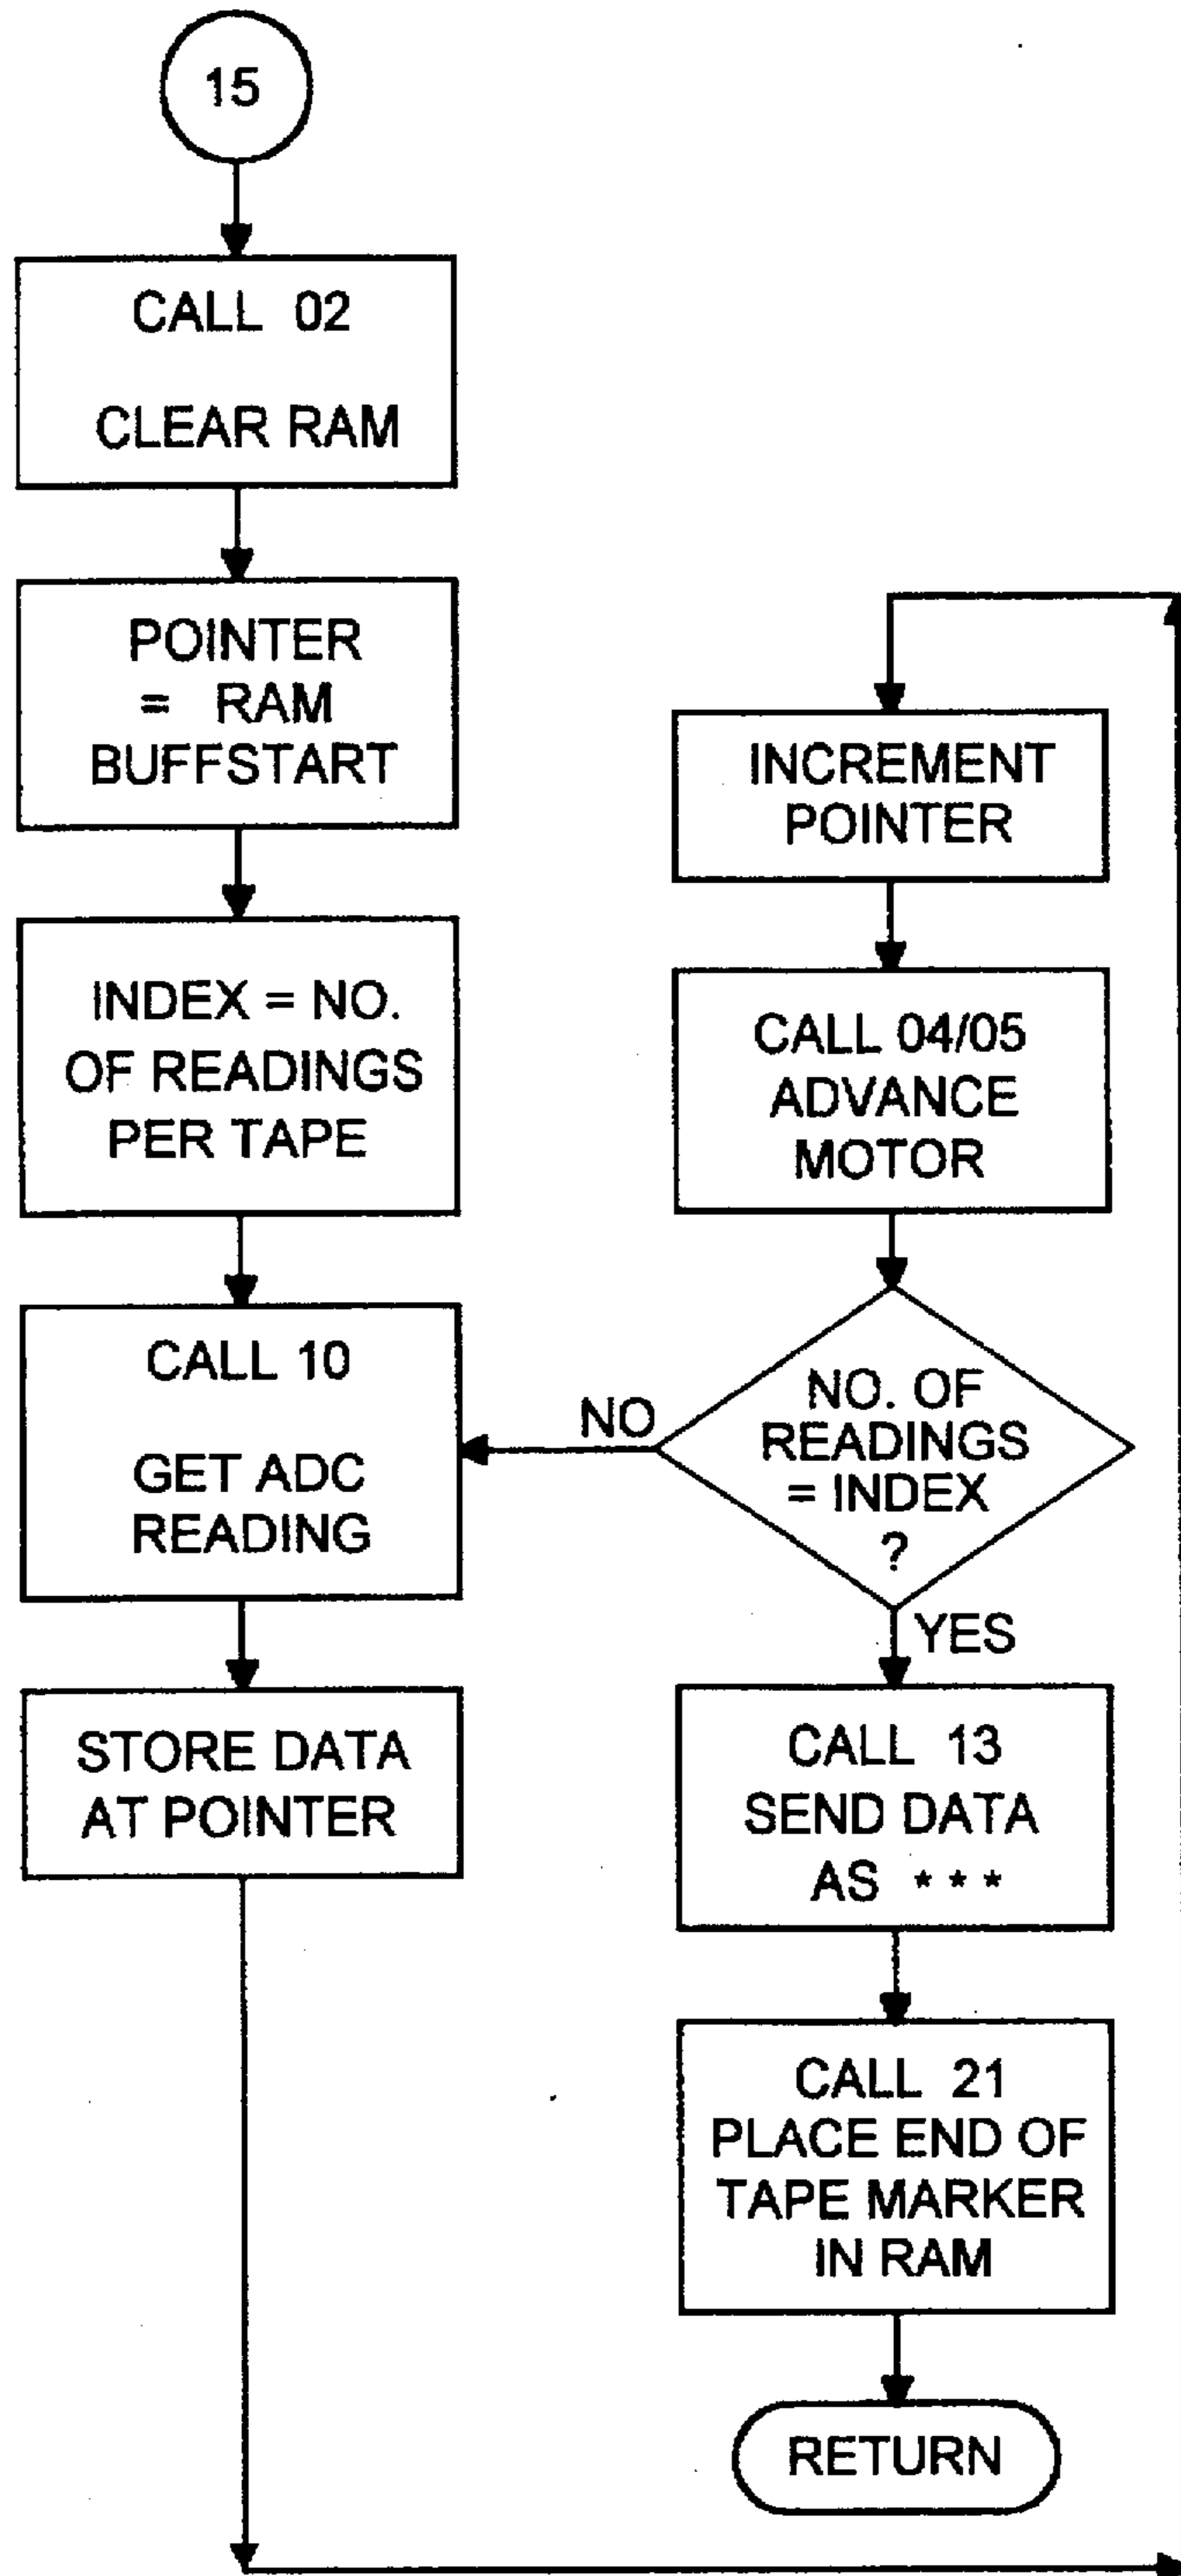 15
CALL 02
CLEAR RAM
POINTER
= RAM
BUFFSTART
INDEX = NO.
OF READINGS
PER TAPE
CALL 10
GET ADC
READING
STORE DATA
AT POINTER
INCREMENT
POINTER
CALL 04/05
ADVANCE
MOTOR
NO. OF
READINGS
= INDEX
?
NO
YES
CALL 13
SEND DATA
AS * * *
CALL 21
PLACE END OF
TAPE MARKER
IN RAM
RETURN